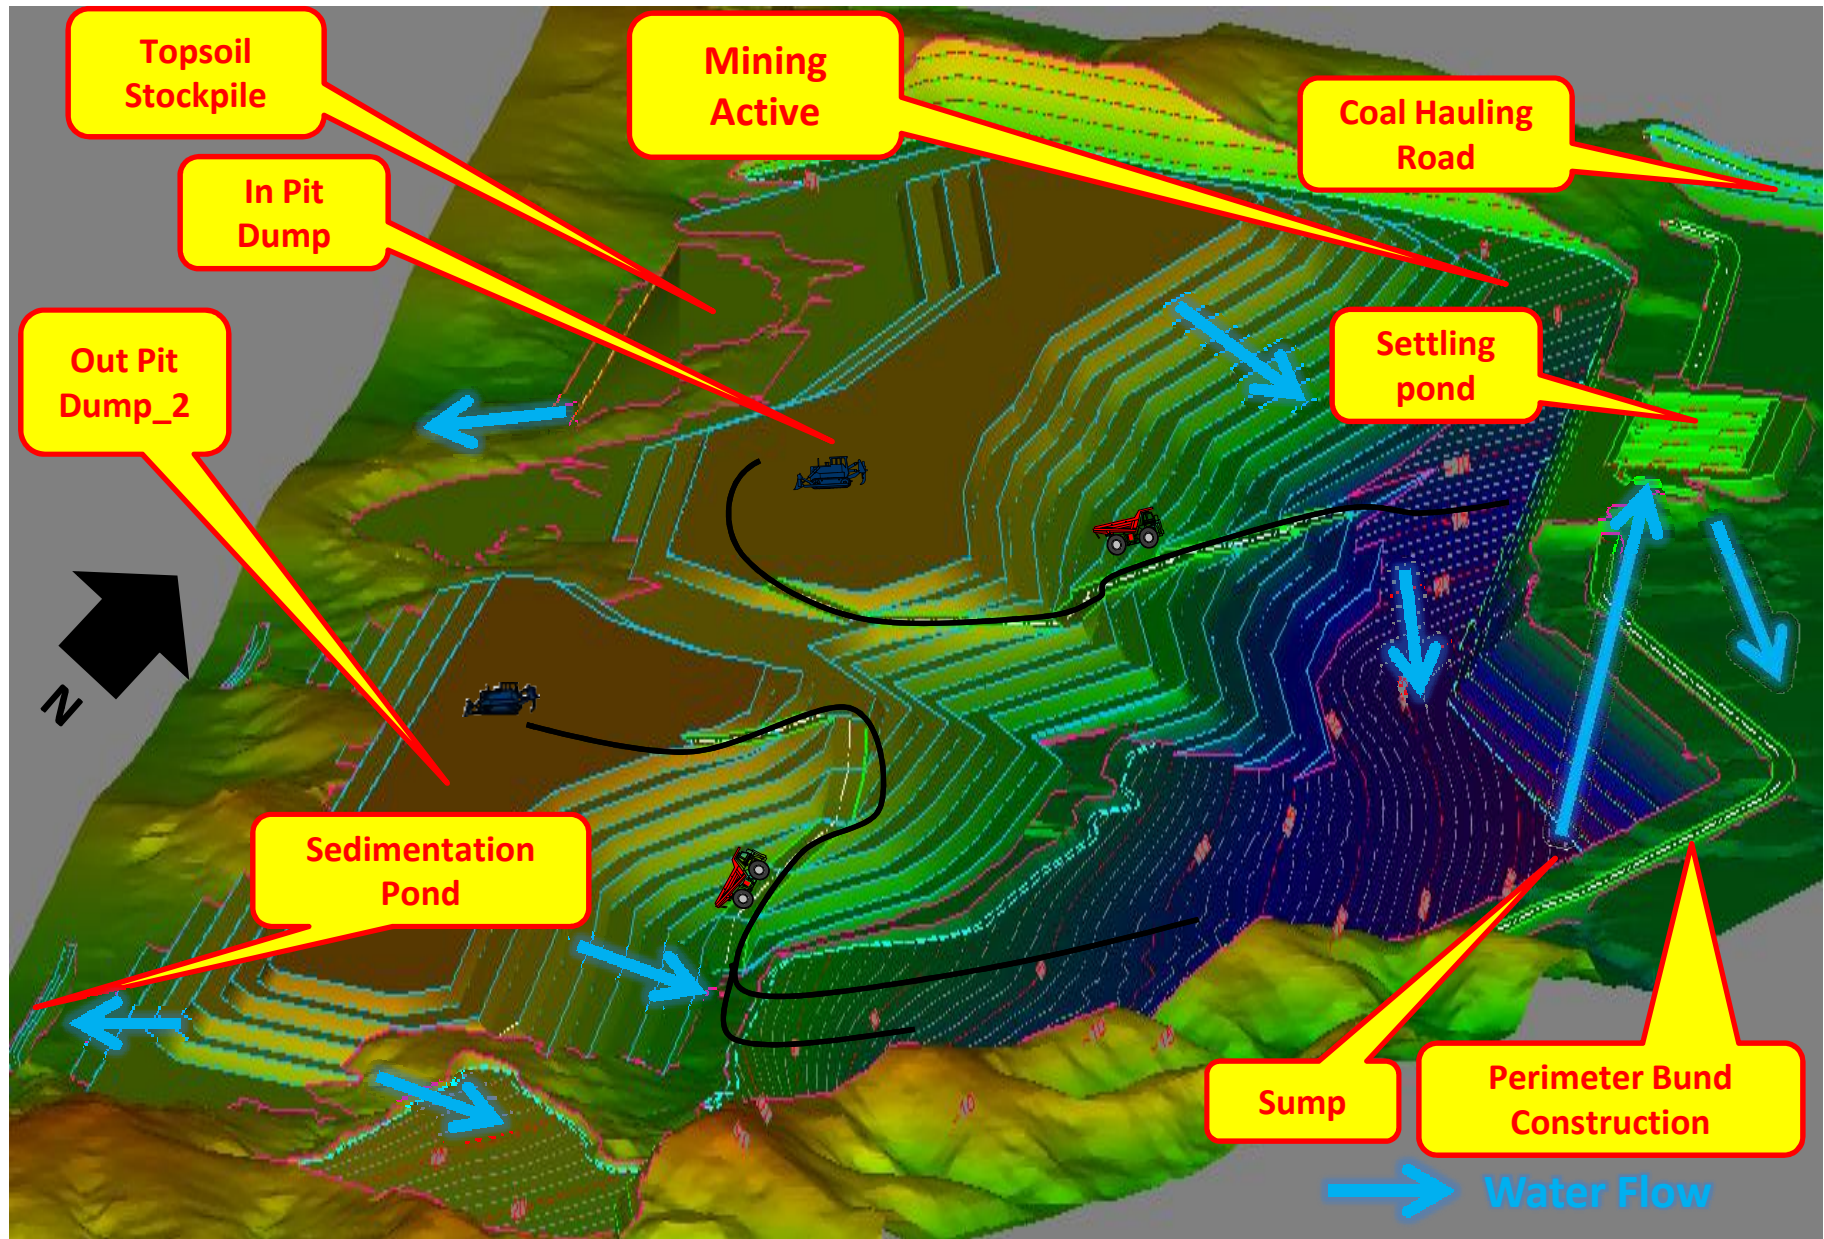 Topsoil
Stockpile
Mining
Active
Coal Hauling
Road
In Pit
Dump
Out Pit
Dump_2
Settling
pond
N
Sedimentation
Pond
Sump
Perimeter Bund
Construction
Water Flow